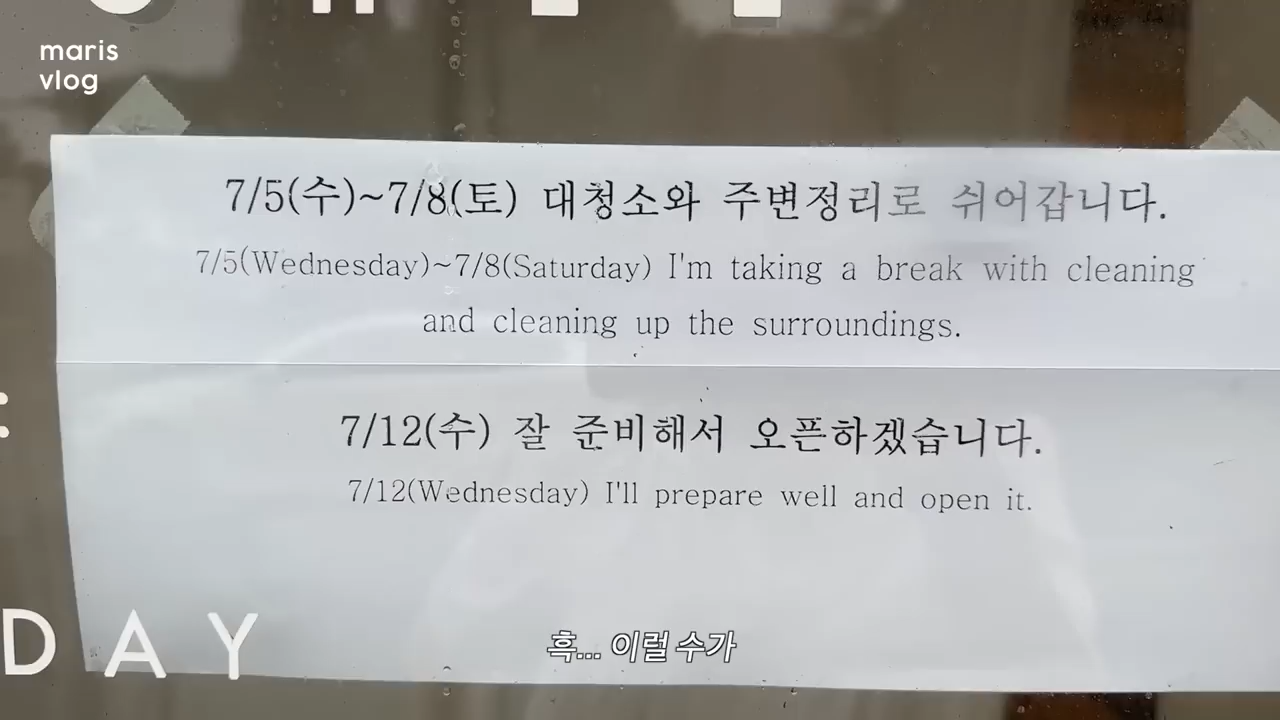 maris
vlog
7/5(수)~7/8(토) 대청소와 주변정리로 쉬어갑니다.
7/5(Wednesday)~7/8(Saturday) I'm taking a break with cleaning
and cleaning up the surroundings.
7/12(수) 잘 준비해서 오픈하겠습니다.
7/12(Wednesday) I'll prepare well and open it.
DAY
흑... 이럴 수가